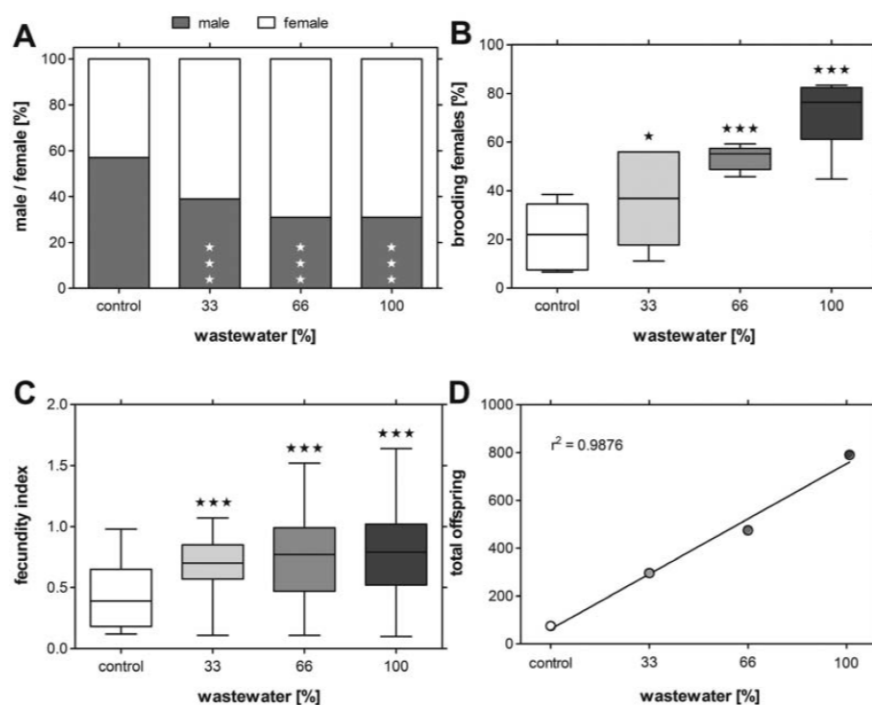 male female
A
100
80
60
40
20
0
male / female [%]
★ ★ ★
★ ★ ★
★ ★ ★
control 33 66 100
wastewater [%]
B
100
80
60
40
20
0
brooding females [%]
★
★★★
★★★
control 33 66 100
wastewater [%]
C
2.0
1.5
1.0
0.5
0.0
fecundity index
★★★
★★★
★★★
control 33 66 100
wastewater [%]
D
1000
800
600
400
200
0
total offspring
r² = 0.9876
control 33 66 100
wastewater [%]